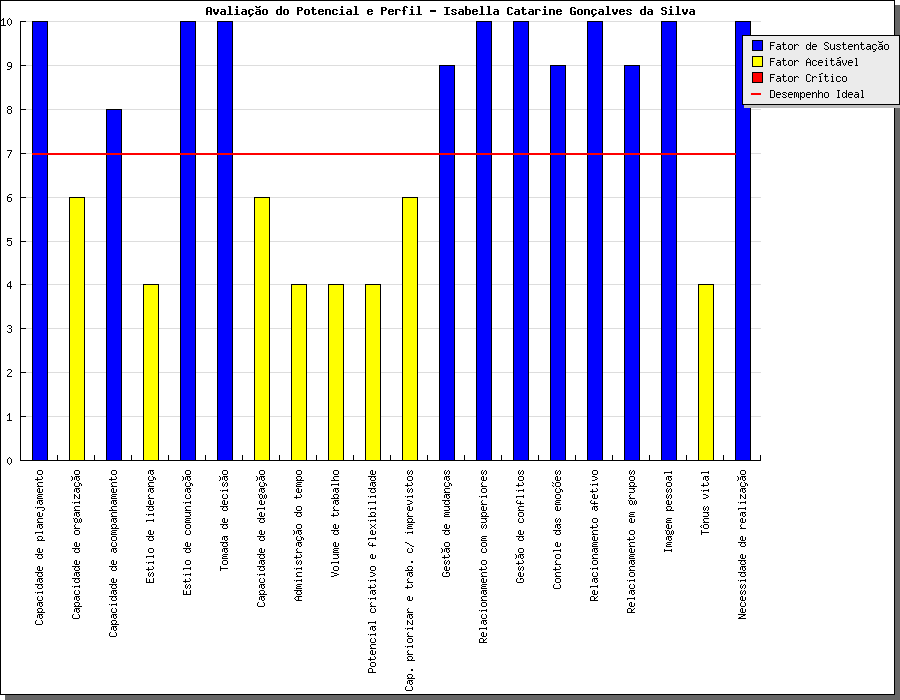 Avaliação do Potencial e Perfil - Isabella Catarine Gonçalves da Silva
Fator de Sustentação
Fator Aceitável
Fator Crítico
Desempenho Ideal
10
9
8
7
6
5
4
3
2
1
0
Capacidade de planejamento
Capacidade de organização
Capacidade de acompanhamento
Estilo de liderança
Estilo de comunicação
Tomada de decisão
Capacidade de delegação
Administração do tempo
Volume de trabalho
Potencial criativo e flexibilidade
Cap. priorizar e trab. c/ imprevistos
Gestão de mudanças
Relacionamento com superiores
Gestão de conflitos
Controle das emoções
Relacionamento afetivo
Relacionamento em grupos
Imagem pessoal
Tônus vital
Necessidade de realização